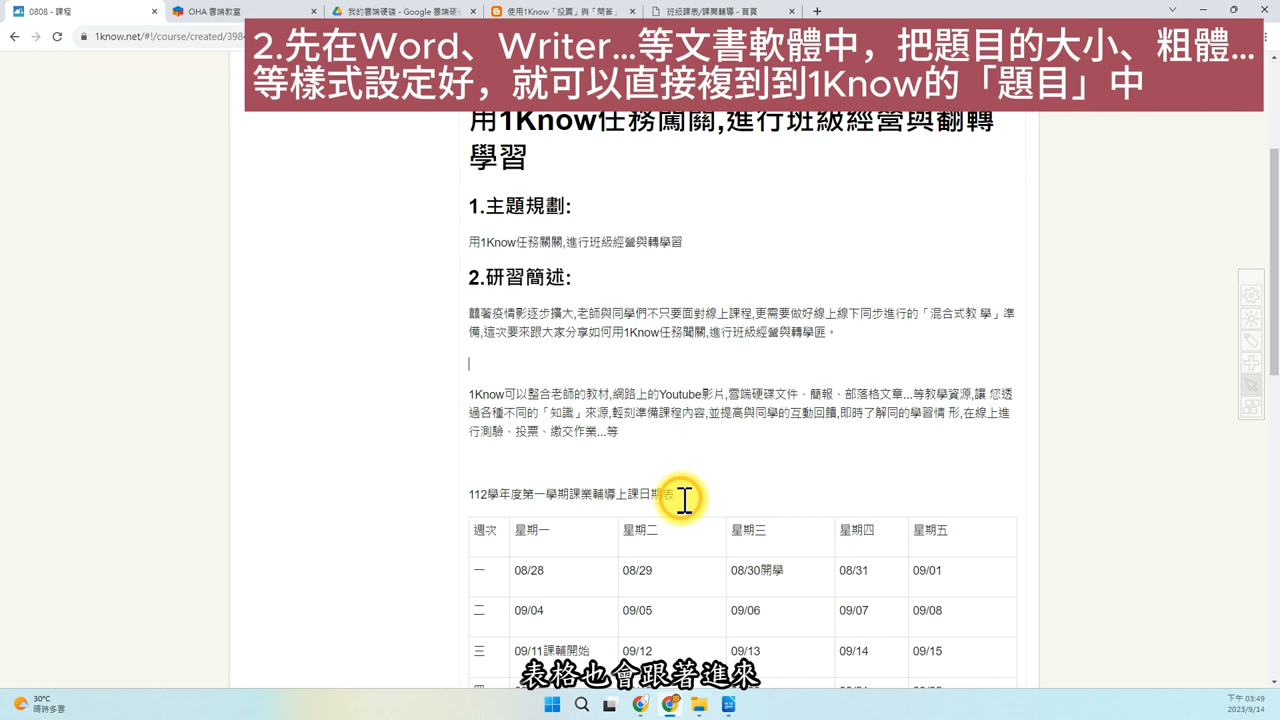 0808 - 課程
OHA 雲端教室
我的雲端硬碟 - Google 雲端硬
使用1Know「投票」與「問答」
班級課表/課業輔導 - 首頁
1know.net/#!/course/created/3984
2.先在Word、Writer...等文書軟體中，把題目的大小、粗體...
等樣式設定好，就可以直接複到到1Know的「題目」中
用1Know任務闖關,進行班級經營與翻轉
學習
1.主題規劃:
用1Know任務關關,進行班級經營與轉學習
2.研習簡述:
囍著疫情影逐步擴大,老師與同學們不只要面對線上課程,更需要做好線上線下同步進行的「混合式教 學」準
備,這次要來跟大家分享如何用1Know任務聞關,進行班級經營與轉學匪。
1Know可以整合老師的教材,網路上的Youtube影片,雲端硬碟文件、簡報、部落格文章...等教學資源,讓 您透
過各種不同的「知識」來源,輕刻準備課程內容,並提高與同學的互動回饋,即時了解同的學習情 形,在線上進
行測驗、投票、繳交作業...等
112學年度第一學期課業輔導上課日期表
週次 星期一 星期二 星期三 星期四 星期五
一 08/28 08/29 08/30開學 08/31 09/01
二 09/04 09/05 09/06 09/07 09/08
三 09/11課輔開始 09/12 09/13 09/14 09/15
表格也會跟著進來
30°C
晴時多雲
下午 03:49
2023/9/14